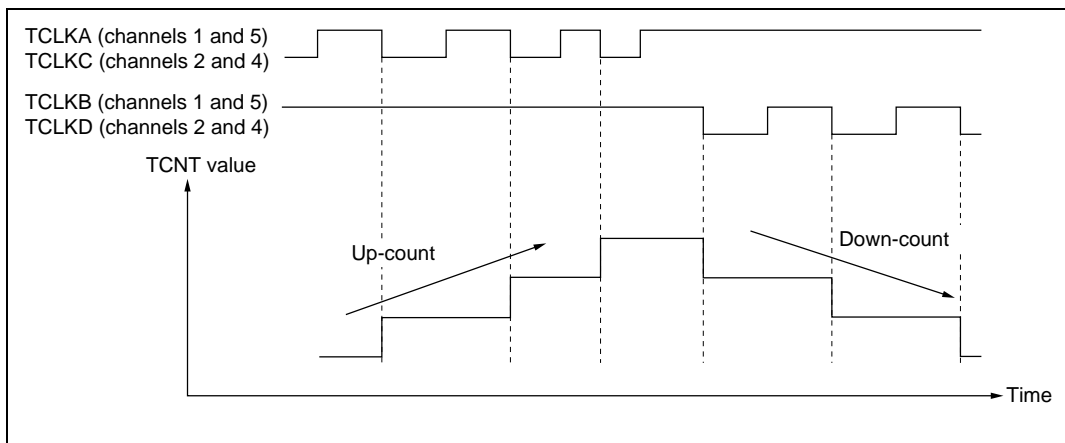 TCLKA (channels 1 and 5)
TCLKC (channels 2 and 4)
TCLKB (channels 1 and 5)
TCLKD (channels 2 and 4)
TCNT value
Up-count
Down-count
Time